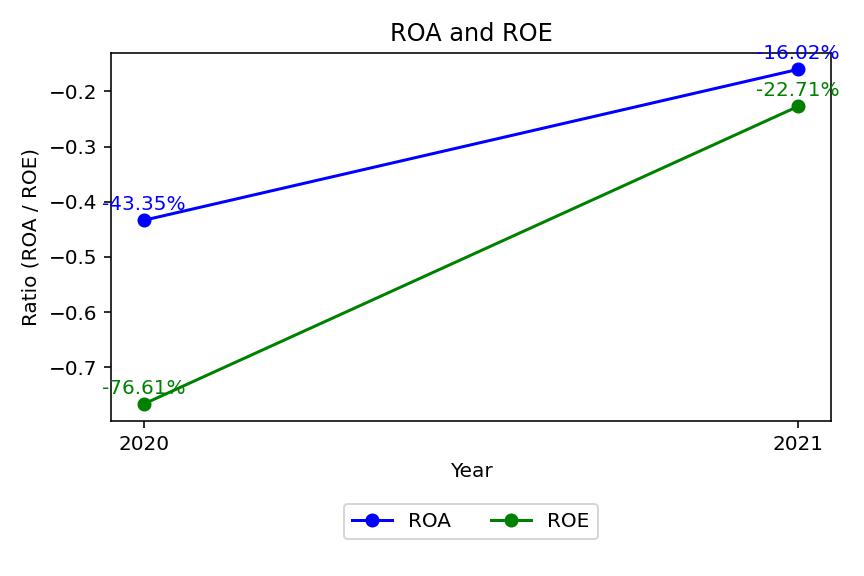 ROA and ROE
-16.02%
-22.71%
-43.35%
-76.61%
−0.2
−0.3
−0.4
−0.5
−0.6
−0.7
Ratio (ROA / ROE)
2020 2021
Year
ROA ROE